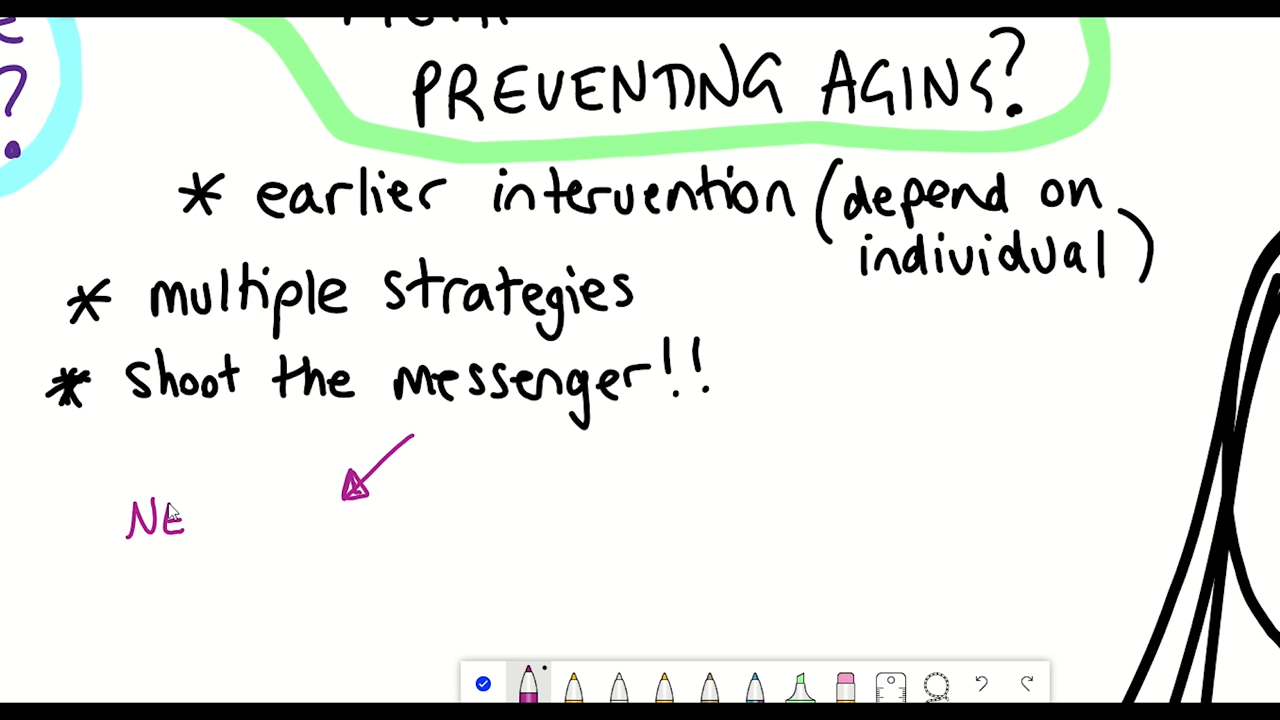 ?
PREVENTING AGING?
* earlier intervention (depend on
individual)
* multiple strategies
* shoot the messenger!!
NE